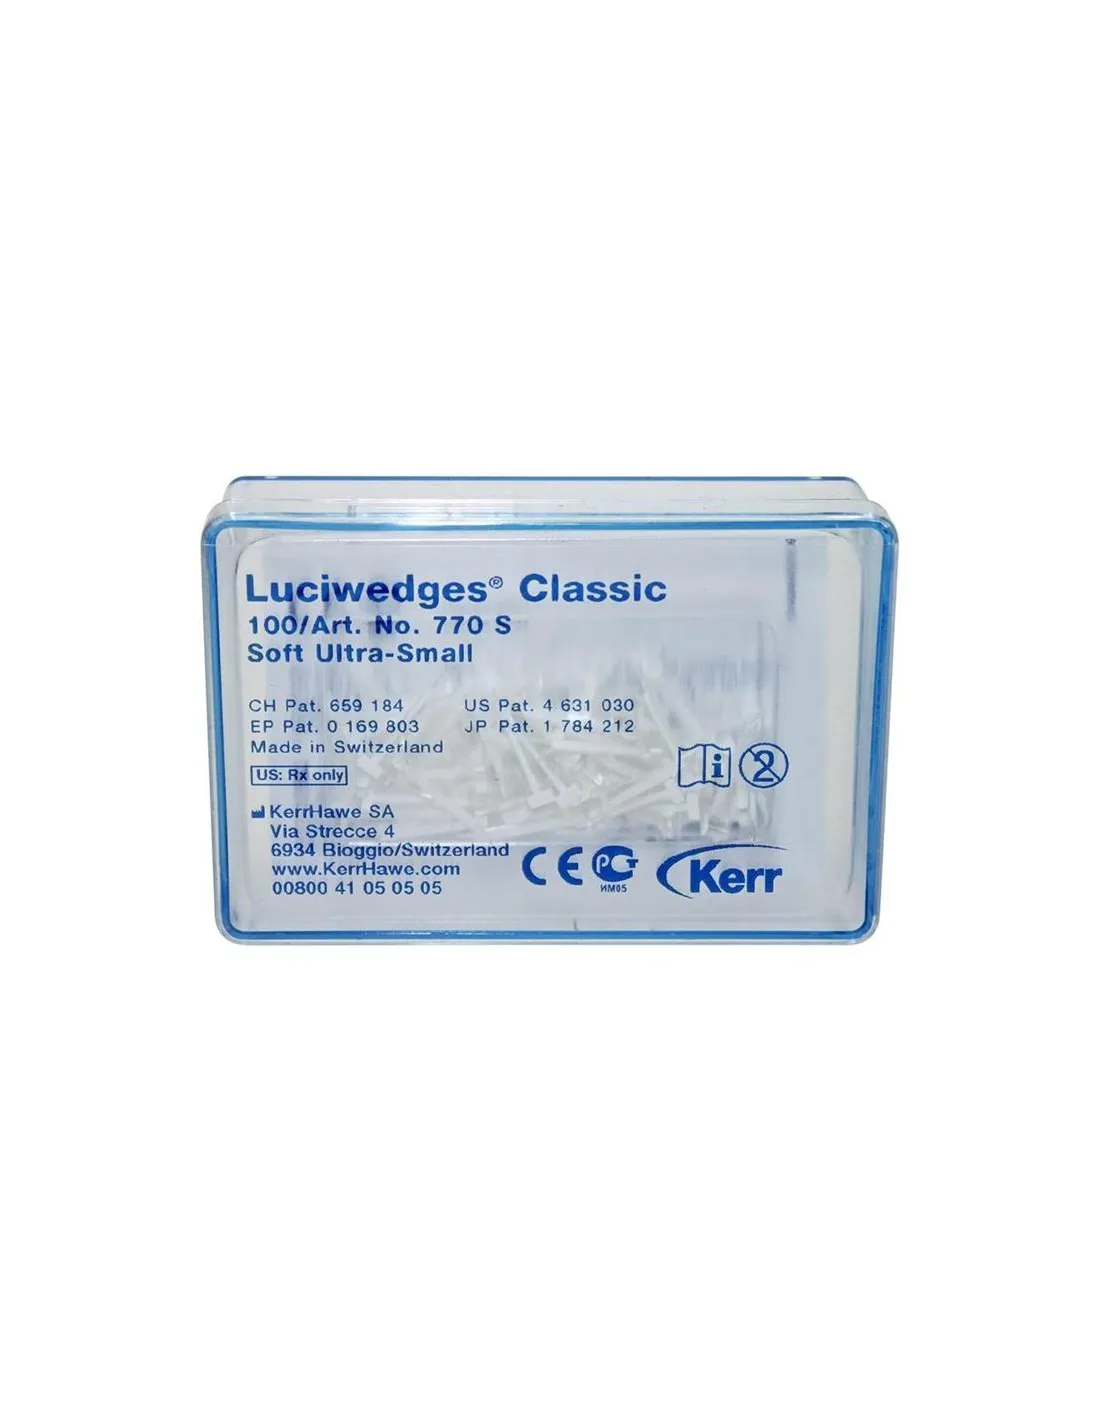 Luciwedges® Classic
100/Art. No. 770 S
Soft Ultra-Small
CH Pat. 659 184 US Pat. 4 631 030
EP Pat. 0 169 803 JP Pat. 1 784 212
Made in Switzerland
US: Rx only
i 2
KerrHawe SA
Via Strecce 4
6934 Bioggio/Switzerland
www.KerrHawe.com
00800 41 05 05 05
CE PCT
ИМ05
Kerr